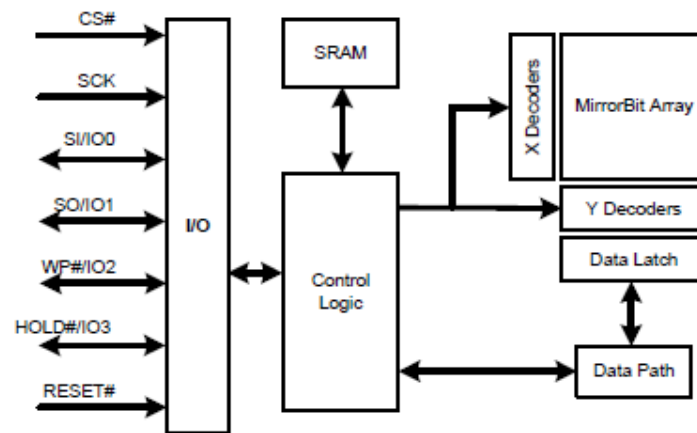 CS#
SCK
SI/IO0
SO/IO1
WP#/IO2
HOLD#/IO3
RESET#
I/O
SRAM
Control
Logic
X Decoders
MirrorBit Array
Y Decoders
Data Latch
Data Path